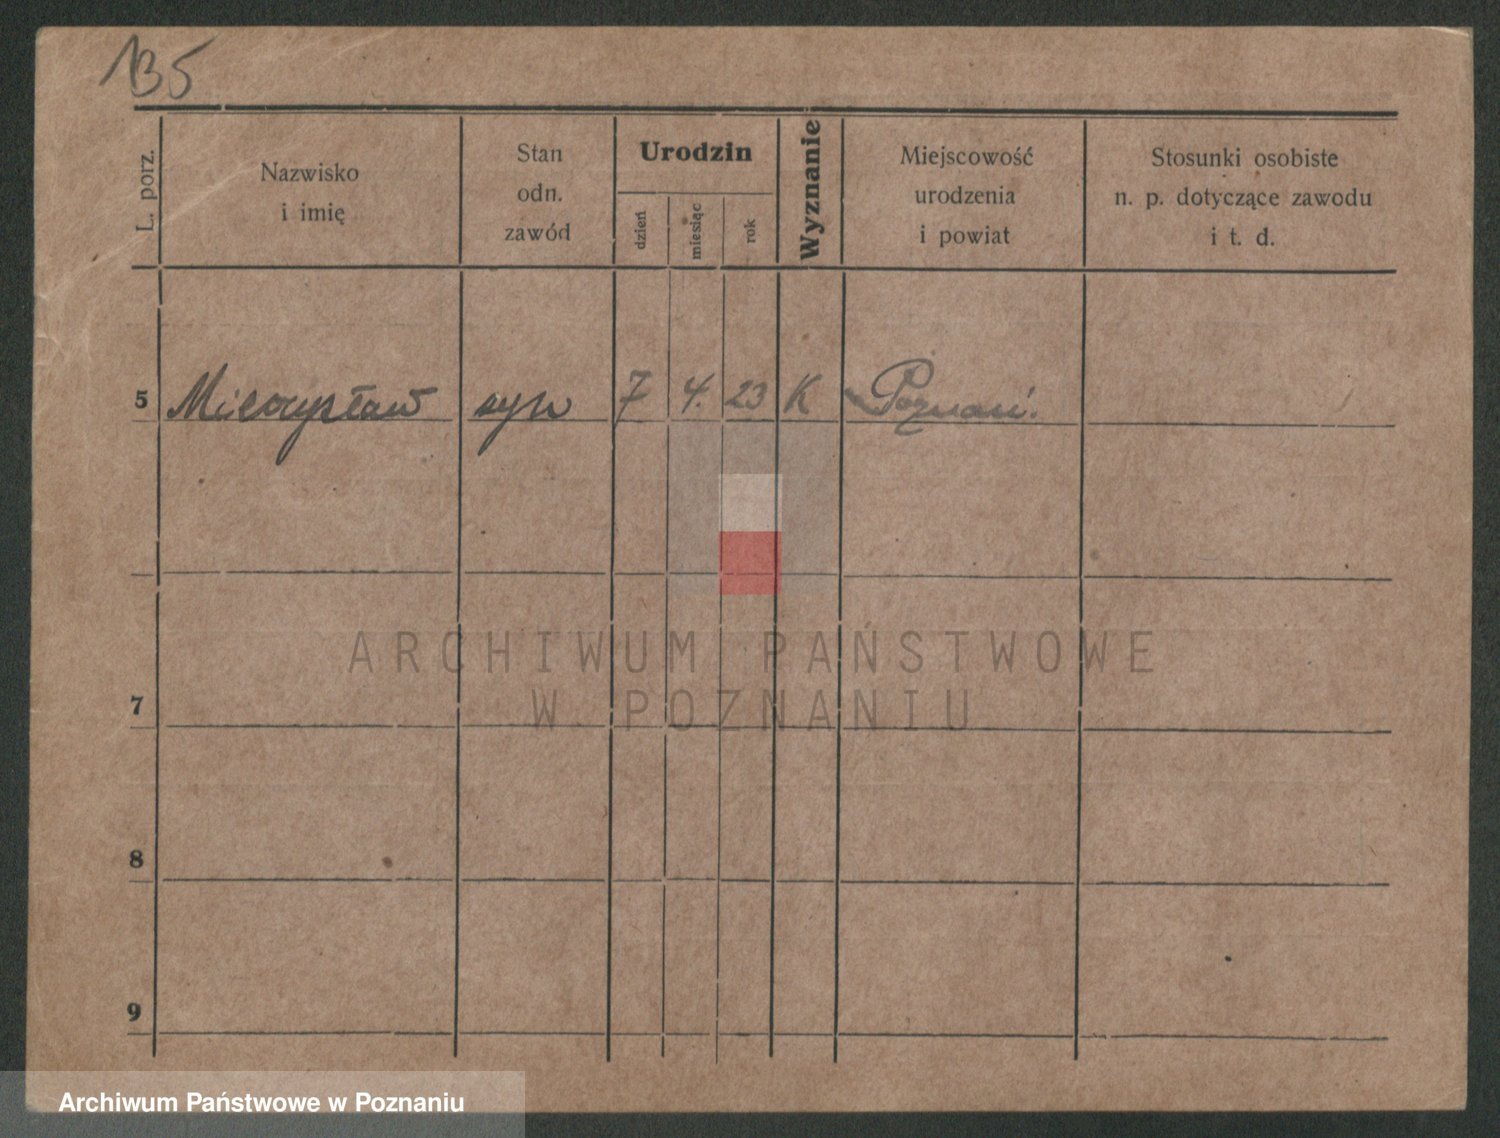 135
L. porz.
Nazwisko
i imię
Stan
odn.
zawód
Urodzin
dzień
miesiąc
rok
Wyznanie
Miejscowość
urodzenia
i powiat
Stosunki osobiste
n. p. dotyczące zawodu
i t. d.
5 Mieczysław syn 7 4. 23 K Poznań.
7
8
9
ARCHIWUM PAŃSTWOWE
W POZNANIU
Archiwum Państwowe w Poznaniu